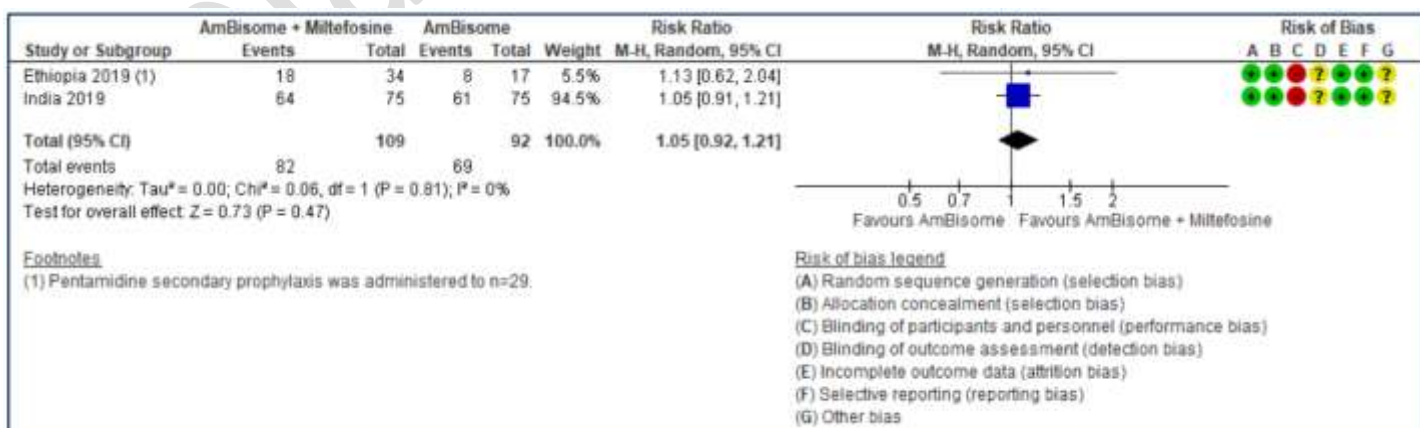 AmBisome + Miltefosine AmBisome Risk Ratio Risk Ratio Risk of Bias
Study or Subgroup Events Total Events Total Weight M-H, Random, 95% CI M-H, Random, 95% CI A B C D E F G
Ethiopia 2019 (1) 18 34 8 17 5.5% 1.13 [0.62, 2.04] + + - ? + + ?
India 2019 64 75 61 75 94.5% 1.05 [0.91, 1.21] + + - ? + + ?
Total (95% CI) 109 92 100.0% 1.05 [0.92, 1.21]
Total events 82 69
Heterogeneity: Tau² = 0.00; Chi² = 0.06, df = 1 (P = 0.81); I² = 0%
Test for overall effect: Z = 0.73 (P = 0.47)
0.5 0.7 1 1.5 2
Favours AmBisome Favours AmBisome + Miltefosine
Footnotes
(1) Pentamidine secondary prophylaxis was administered to n=29.
Risk of bias legend
(A) Random sequence generation (selection bias)
(B) Allocation concealment (selection bias)
(C) Blinding of participants and personnel (performance bias)
(D) Blinding of outcome assessment (detection bias)
(E) Incomplete outcome data (attrition bias)
(F) Selective reporting (reporting bias)
(G) Other bias